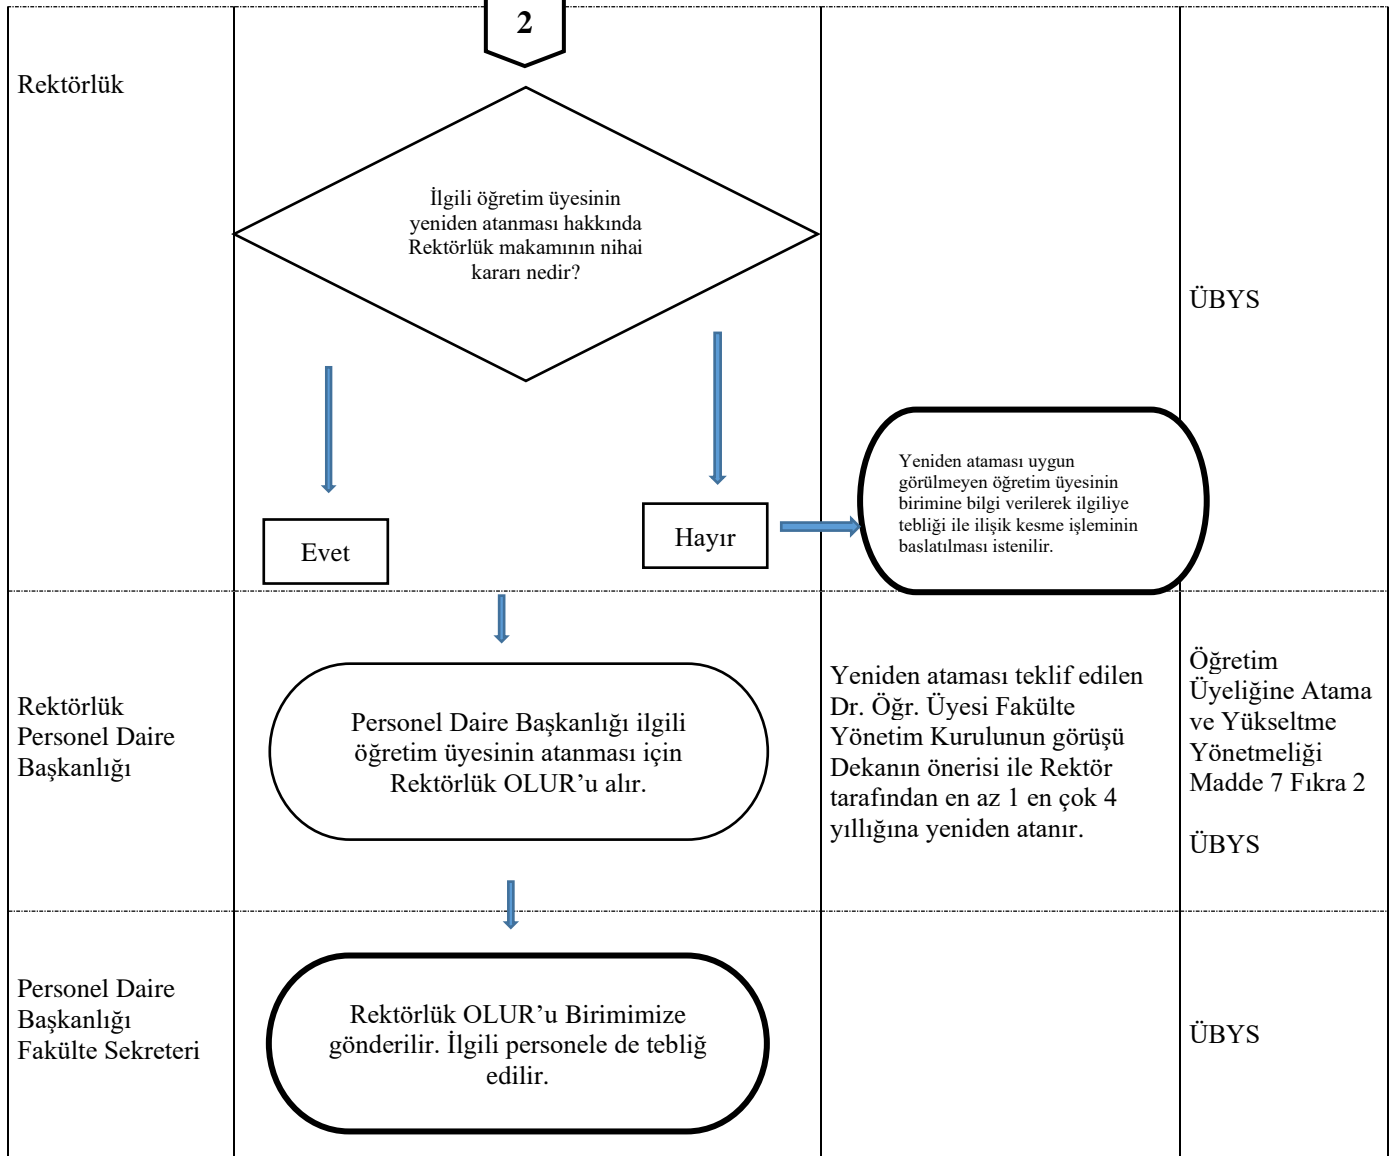 2
Rektörlük
İlgili öğretim üyesinin
yeniden atanması hakkında
Rektörlük makamının nihai
kararı nedir?
ÜBYS
Yeniden ataması uygun
görülmeyen öğretim üyesinin
birimine bilgi verilerek ilgiliye
tebliği ile ilişik kesme işleminin
başlatılması istenilir.
Evet
Hayır
Rektörlük
Personel Daire
Başkanlığı
Personel Daire Başkanlığı ilgili
öğretim üyesinin atanması için
Rektörlük OLUR’u alır.
Yeniden ataması teklif edilen
Dr. Öğr. Üyesi Fakülte
Yönetim Kurulunun görüşü
Dekanın önerisi ile Rektör
tarafından en az 1 en çok 4
yıllığına yeniden atanır.
Öğretim
Üyeliğine Atama
ve Yükseltme
Yönetmeliği
Madde 7 Fıkra 2
ÜBYS
Personel Daire
Başkanlığı
Fakülte Sekreteri
Rektörlük OLUR’u Birimimize
gönderilir. İlgili personele de tebliğ
edilir.
ÜBYS